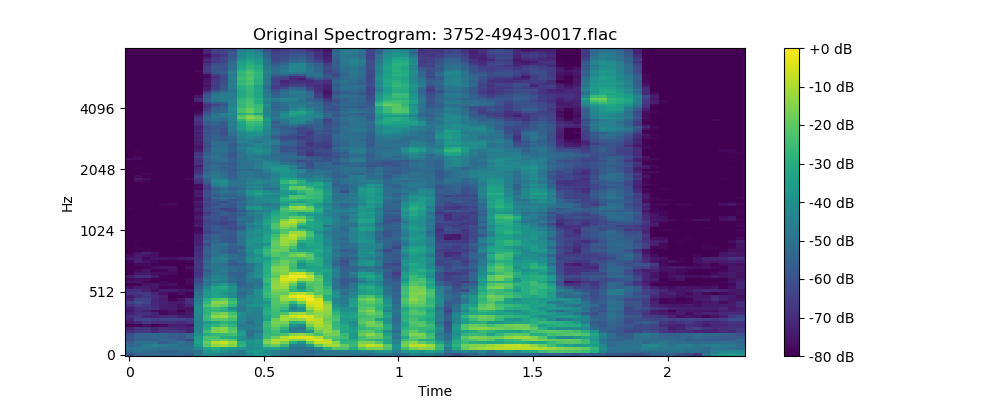 Original Spectrogram: 3752-4943-0017.flac
Hz
4096
2048
1024
512
0
0 0.5 1 1.5 2
Time
+0 dB
-10 dB
-20 dB
-30 dB
-40 dB
-50 dB
-60 dB
-70 dB
-80 dB